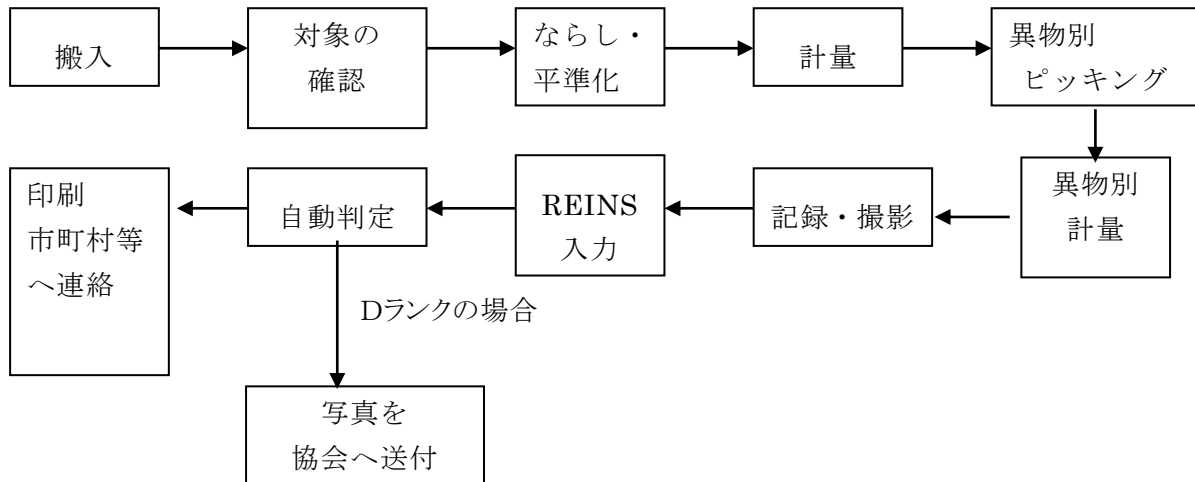 搬入
対象の
確認
ならし・
平準化
計量
異物別
ピッキング
異物別
計量
記録・撮影
REINS
入力
自動判定
印刷
市町村等
へ連絡
Dランクの場合
写真を
協会へ送付